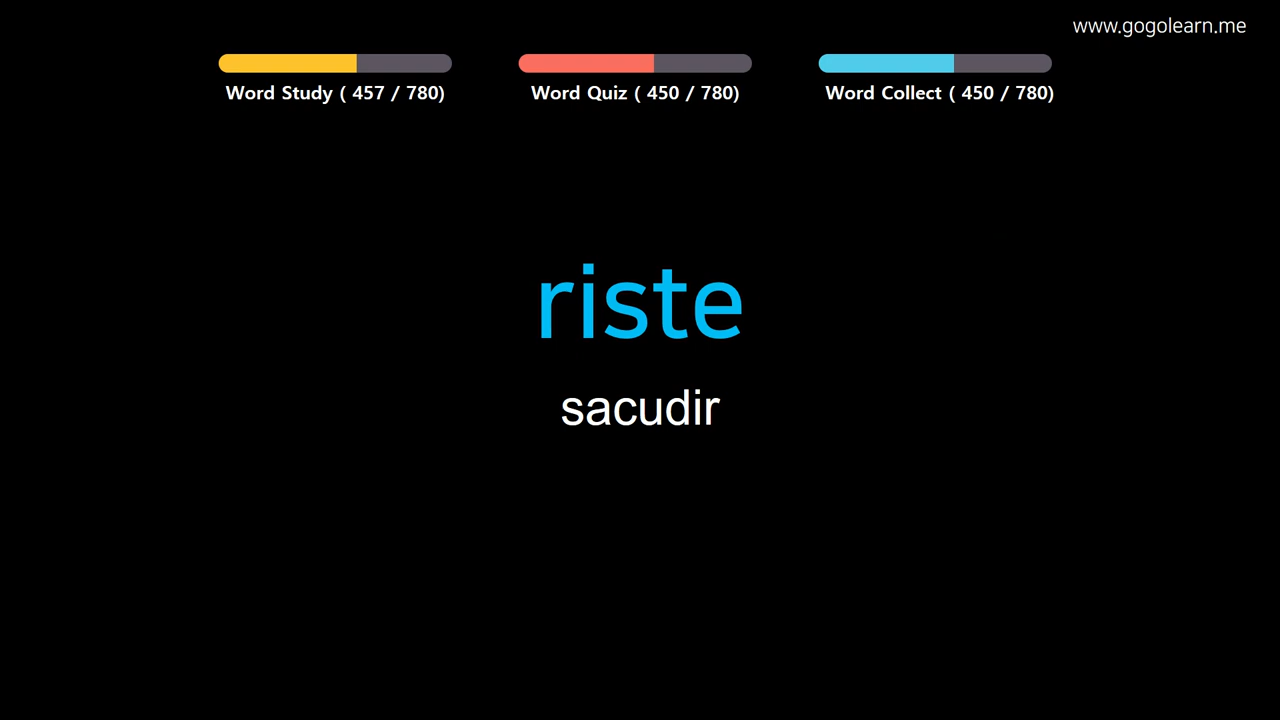 www.gogolearn.me
Word Study ( 457 / 780)
Word Quiz ( 450 / 780)
Word Collect ( 450 / 780)
riste
sacudir